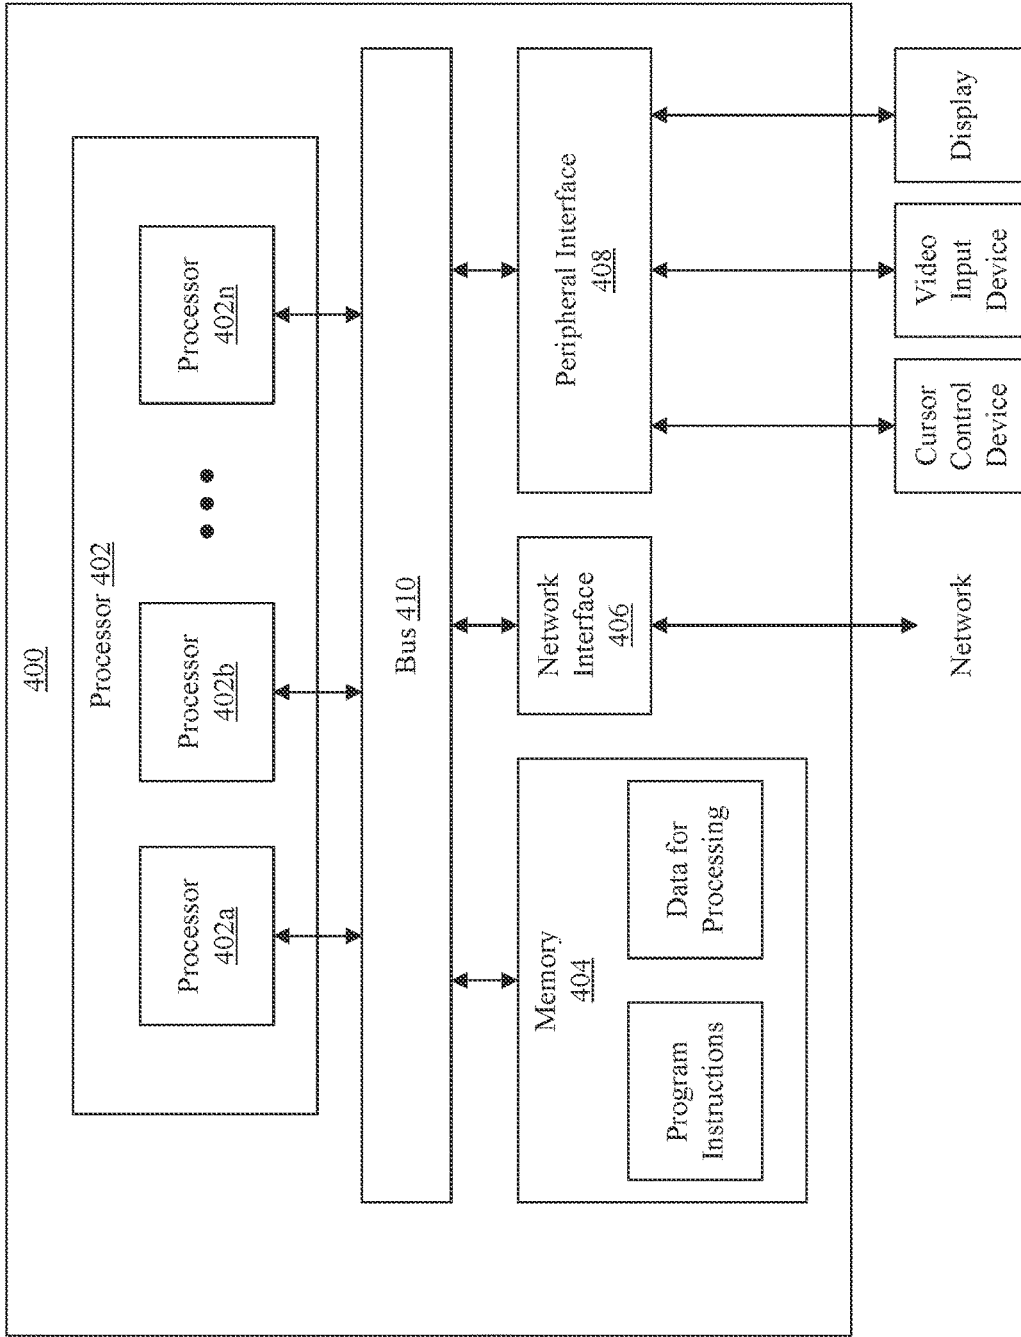 400
Processor 402
Processor
402a
Processor
402b
Processor
402n
Bus 410
Memory
404
Program
Instructions
Data for
Processing
Network
Interface
406
Peripheral Interface
408
Network
Cursor
Control
Device
Video
Input
Device
Display